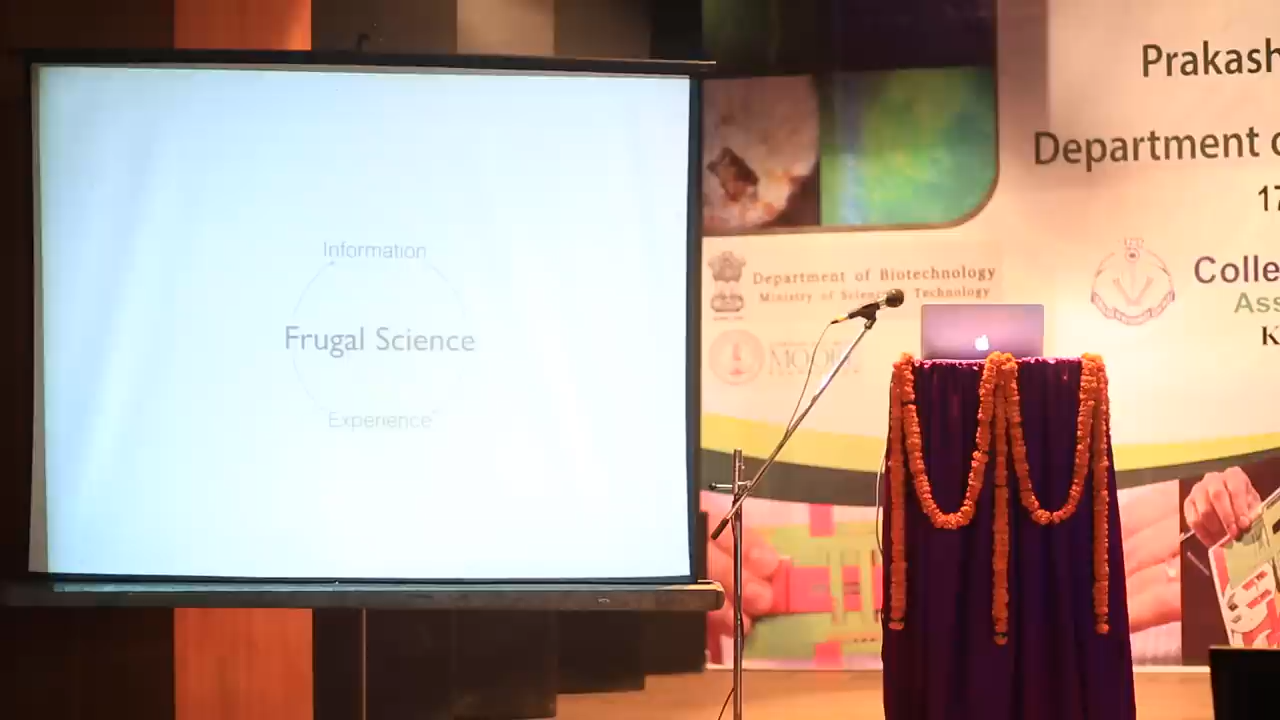 Information
Frugal Science
Experience
Prakash
Department o
17
Department of Biotechnology
Ministry of Science Technology
Colle
Ass
K